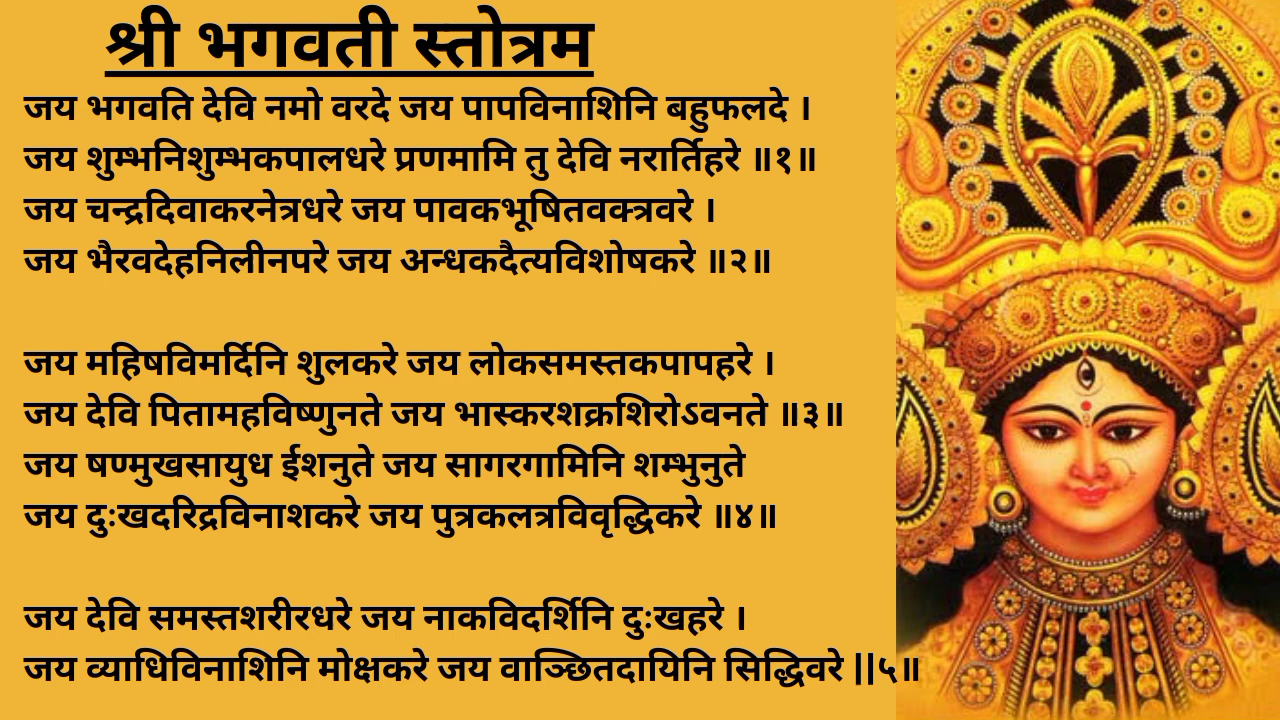 श्री भगवती स्तोत्रम
जय भगवति देवि नमो वरदे जय पापविनाशिनि बहुफलदे ।
जय शुम्भनिशुम्भकपालधरे प्रणमामि तु देवि नरार्तिहरे ॥१॥
जय चन्द्रदिवाकरनेत्रधरे जय पावकभूषितवक्त्रवरे ।
जय भैरवदेहनिलीनपरे जय अन्धकदैत्यविशोषकरे ॥२॥
जय महिषविमर्दिनि शुलकरे जय लोकसमस्तकपापहरे ।
जय देवि पितामहविष्णुनते जय भास्करशक्रशिरोऽवनते ॥३॥
जय षण्मुखसायुध ईशनुते जय सागरगामिनि शम्भुनुते
जय दुःखदरिद्रविनाशकरे जय पुत्रकलत्रविवृद्धिकरे ॥४॥
जय देवि समस्तशरीरधरे जय नाकविदर्शिनि दुःखहरे ।
जय व्याधिविनाशिनि मोक्षकरे जय वाञ्छितदायिनि सिद्धिवरे ||५॥